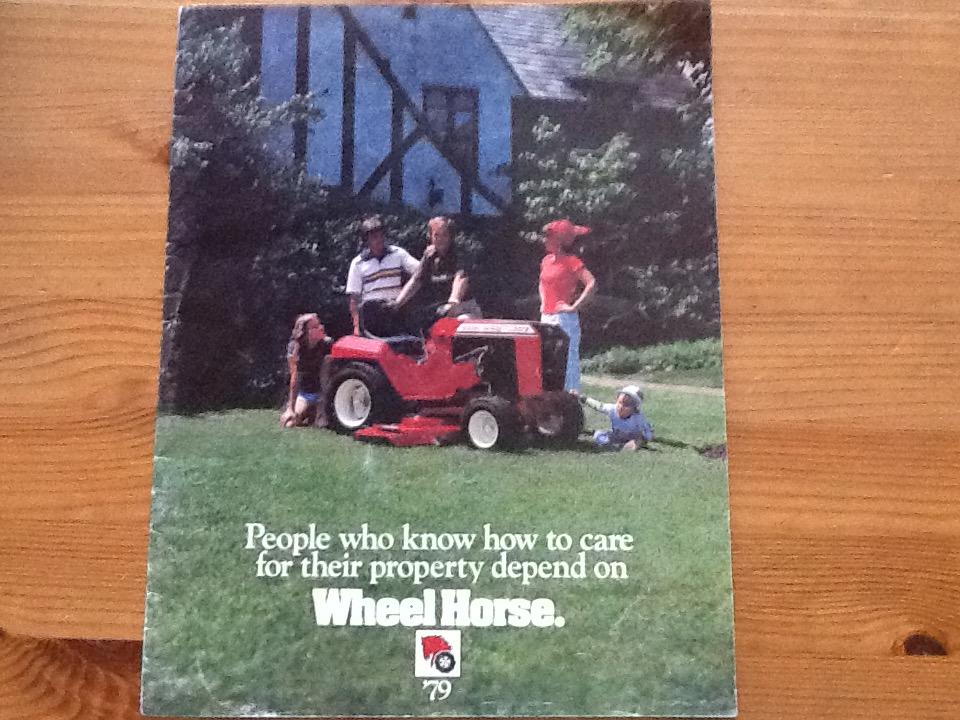 People who know how to care
for their property depend on
Wheel Horse.
'79